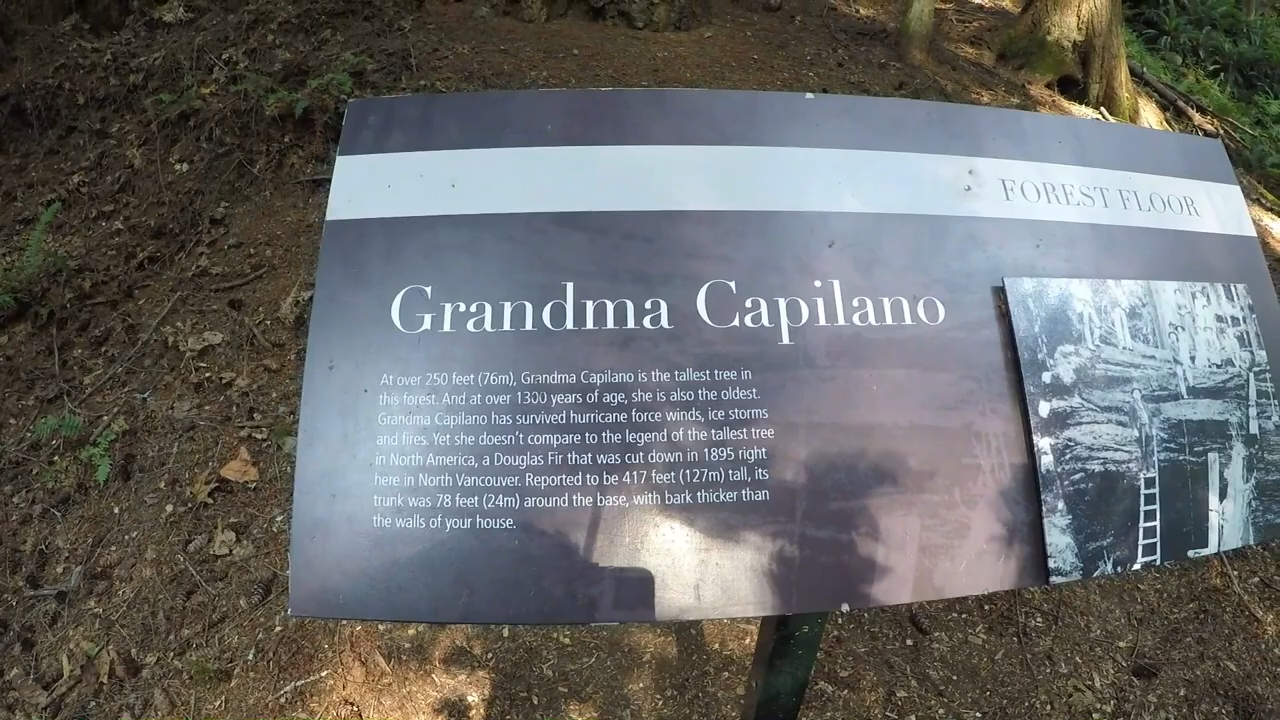 FOREST FLOOR
Grandma Capilano
At over 250 feet (76m), Grandma Capilano is the tallest tree in
this forest. And at over 1300 years of age, she is also the oldest.
Grandma Capilano has survived hurricane force winds, ice storms
and fires. Yet she doesn't compare to the legend of the tallest tree
in North America, a Douglas Fir that was cut down in 1895 right
here in North Vancouver. Reported to be 417 feet (127m) tall, its
trunk was 78 feet (24m) around the base, with bark thicker than
the walls of your house.